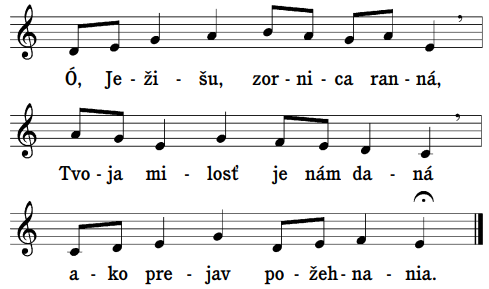 Ó, Je - ži - šu, zor - ni - ca ran - ná,
Tvo - ja mi - losť je nám da - ná
a - ko pre - jav po - žeh - na - nia.